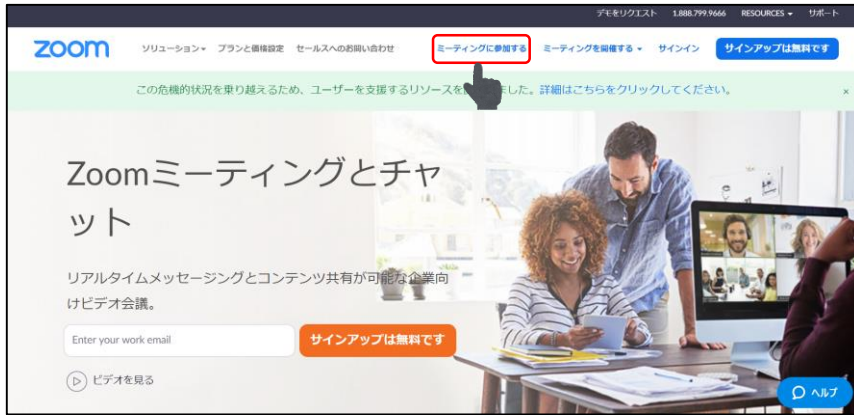 デモをリクエスト 1.888.799.9666 RESOURCES サポート
zoom ソリューション プランと価格設定 セールスへのお問い合わせ ミーティングに参加する ミーティングを開催する サインイン サインアップは無料です
この危機的状況を乗り越えるため、ユーザーを支援するリソースを ました。詳細はこちらをクリックしてください。 ×
Zoomミーティングとチャ
ット
リアルタイムメッセージングとコンテンツ共有が可能な企業向
けビデオ会議。
Enter your work email サインアップは無料です
ビデオを見る
ヘルプ